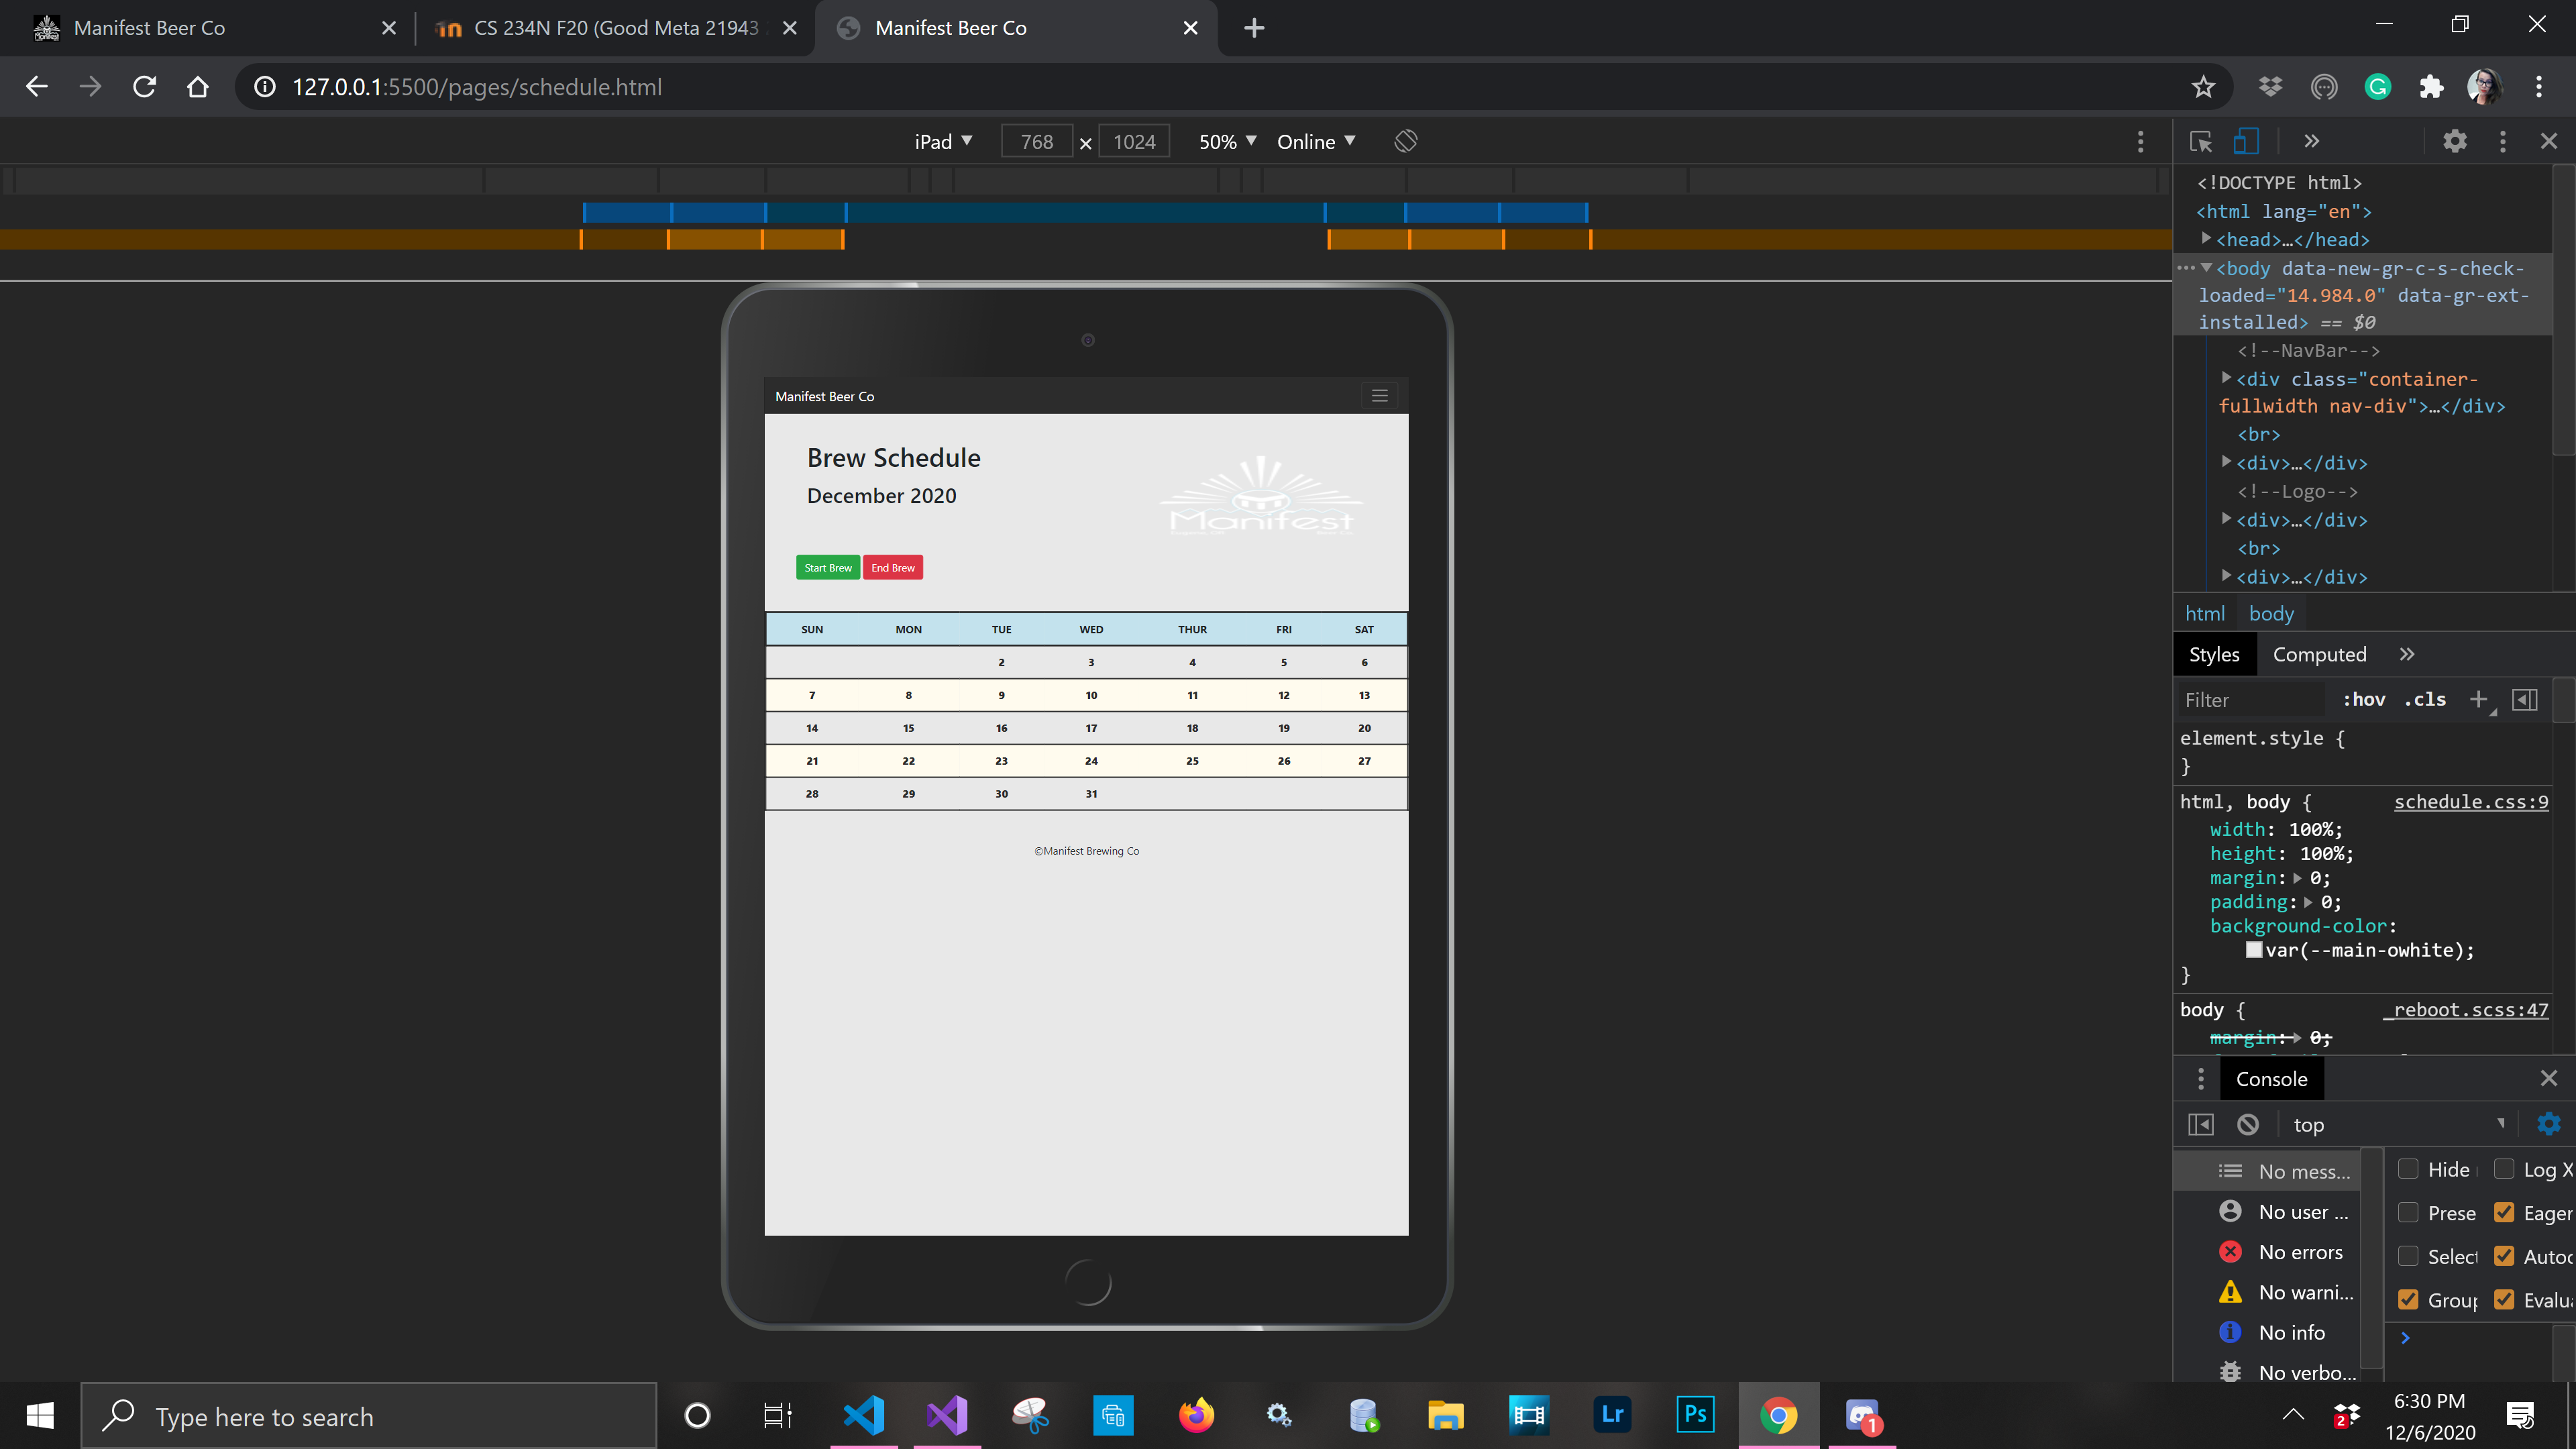 Manifest Beer Co
CS 234N F20 (Good Meta 21943
Manifest Beer Co
127.0.0.1:5500/pages/schedule.html
iPad ▼ 768 × 1024 50% ▼ Online ▼
<!DOCTYPE html>
<html lang="en">
<head>…</head>
<body data-new-gr-c-s-check-
loaded="14.984.0" data-gr-ext-
installed> == $0
<!--NavBar-->
<div class="container-
fullwidth nav-div">…</div>
<br>
<div>…</div>
<!--Logo-->
<div>…</div>
<br>
<div>…</div>
html body
Styles Computed
Filter :hov .cls
element.style {
}
html, body { schedule.css:9
width: 100%;
height: 100%;
margin: 0;
padding: 0;
background-color:
var(--main-owhite);
}
body { _reboot.scss:47
margin: 0;
Console
top
No mess...
No user ...
No errors
No warni...
No info
No verbo...
Hide Log X
Prese Eager
Select Autoc
Group Evalua
Manifest Beer Co
Brew Schedule
December 2020
Manifest
Start Brew End Brew
SUN MON TUE WED THUR FRI SAT
2 3 4 5 6
7 8 9 10 11 12 13
14 15 16 17 18 19 20
21 22 23 24 25 26 27
28 29 30 31
©Manifest Brewing Co
Type here to search
Lr
Ps
1
2
6:30 PM
12/6/2020